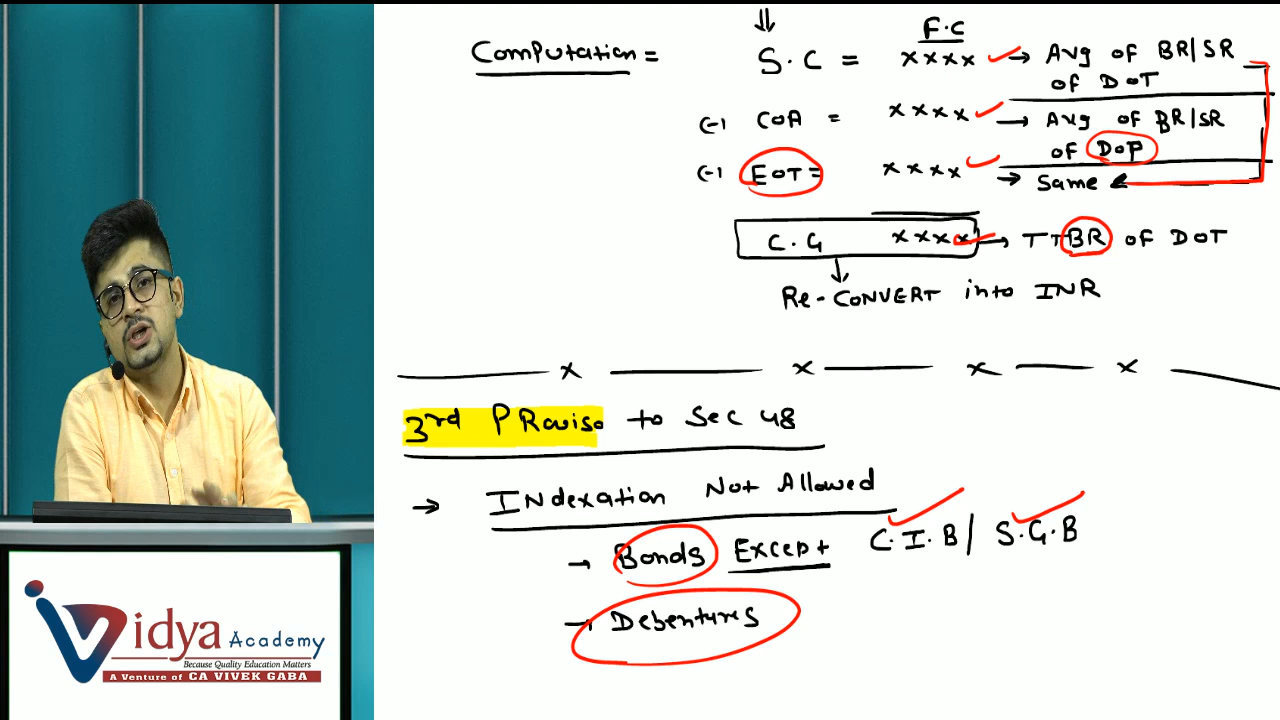 F.C
Computation = S.C = xxxx → Avg of BR/SR
of DOT
(-) COA = xxxx → Avg of BR/SR
of DOP
(-) EOT = xxxx → Same
C.G xxxx → TTBR of DOT
Re-CONVERT into INR
x x x x
3rd PRoviso to Sec 48
→ INdexation Not Allowed
→ Bonds Except C.I.B/ S.G.B
→ Debentures
Vidya Academy
Because Quality Education Matters
A Venture of CA VIVEK GABA